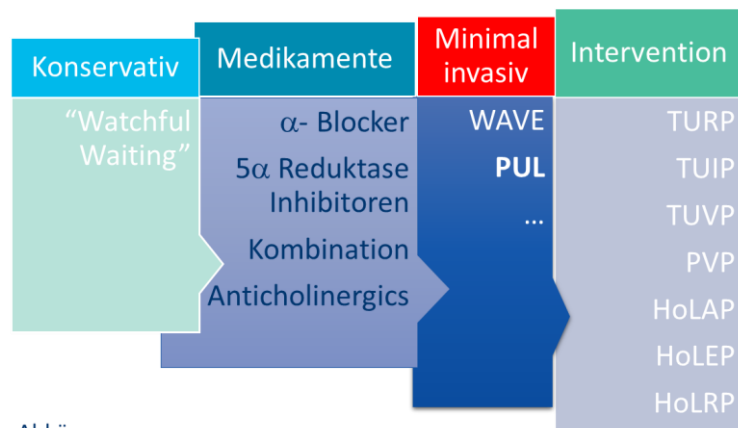 Konservativ
Medikamente
Minimal
invasiv
Intervention
“Watchful
Waiting”
α- Blocker
5α Reduktase
Inhibitoren
Kombination
Anticholinergics
WAVE
PUL
...
TURP
TUIP
TUVP
PVP
HoLAP
HoLEP
HoLRP